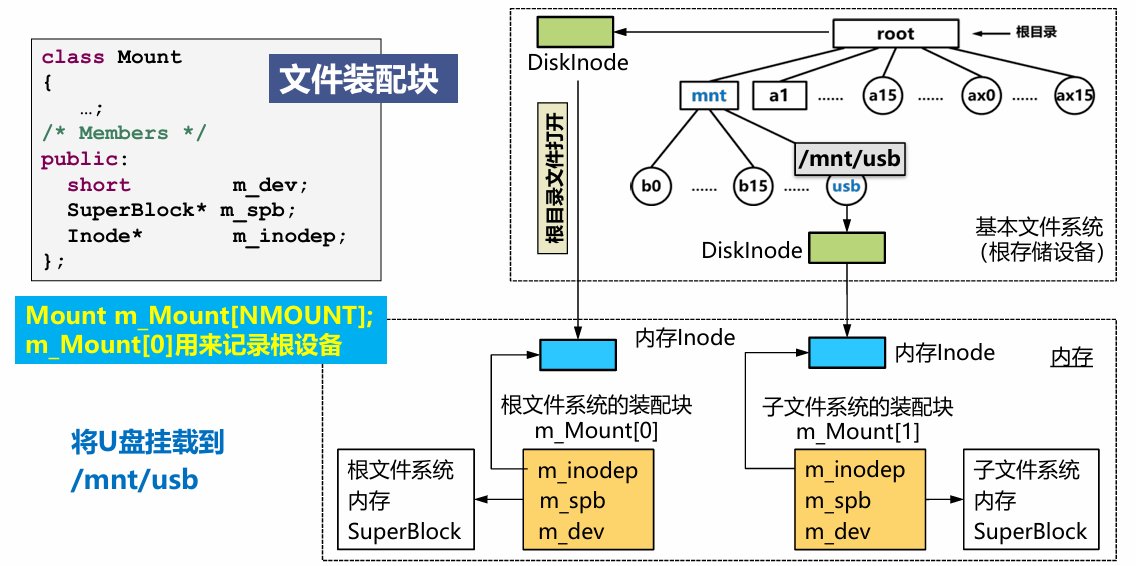 class Mount
{
…;
/* Members */
public:
short m_dev;
SuperBlock* m_spb;
Inode* m_inodep;
};
文件装配块
Mount m_Mount[NMOUNT];
m_Mount[0]用来记录根设备
将U盘挂载到
/mnt/usb
DiskInode
root
根目录
mnt
a1
……
a15
……
ax0
……
ax15
/mnt/usb
b0
……
b15
……
usb
根目录文件打开
DiskInode
基本文件系统
（根存储设备）
内存Inode
内存Inode
内存
根文件系统的装配块
m_Mount[0]
子文件系统的装配块
m_Mount[1]
根文件系统
内存
SuperBlock
m_inodep
m_spb
m_dev
m_inodep
m_spb
m_dev
子文件系统
内存
SuperBlock